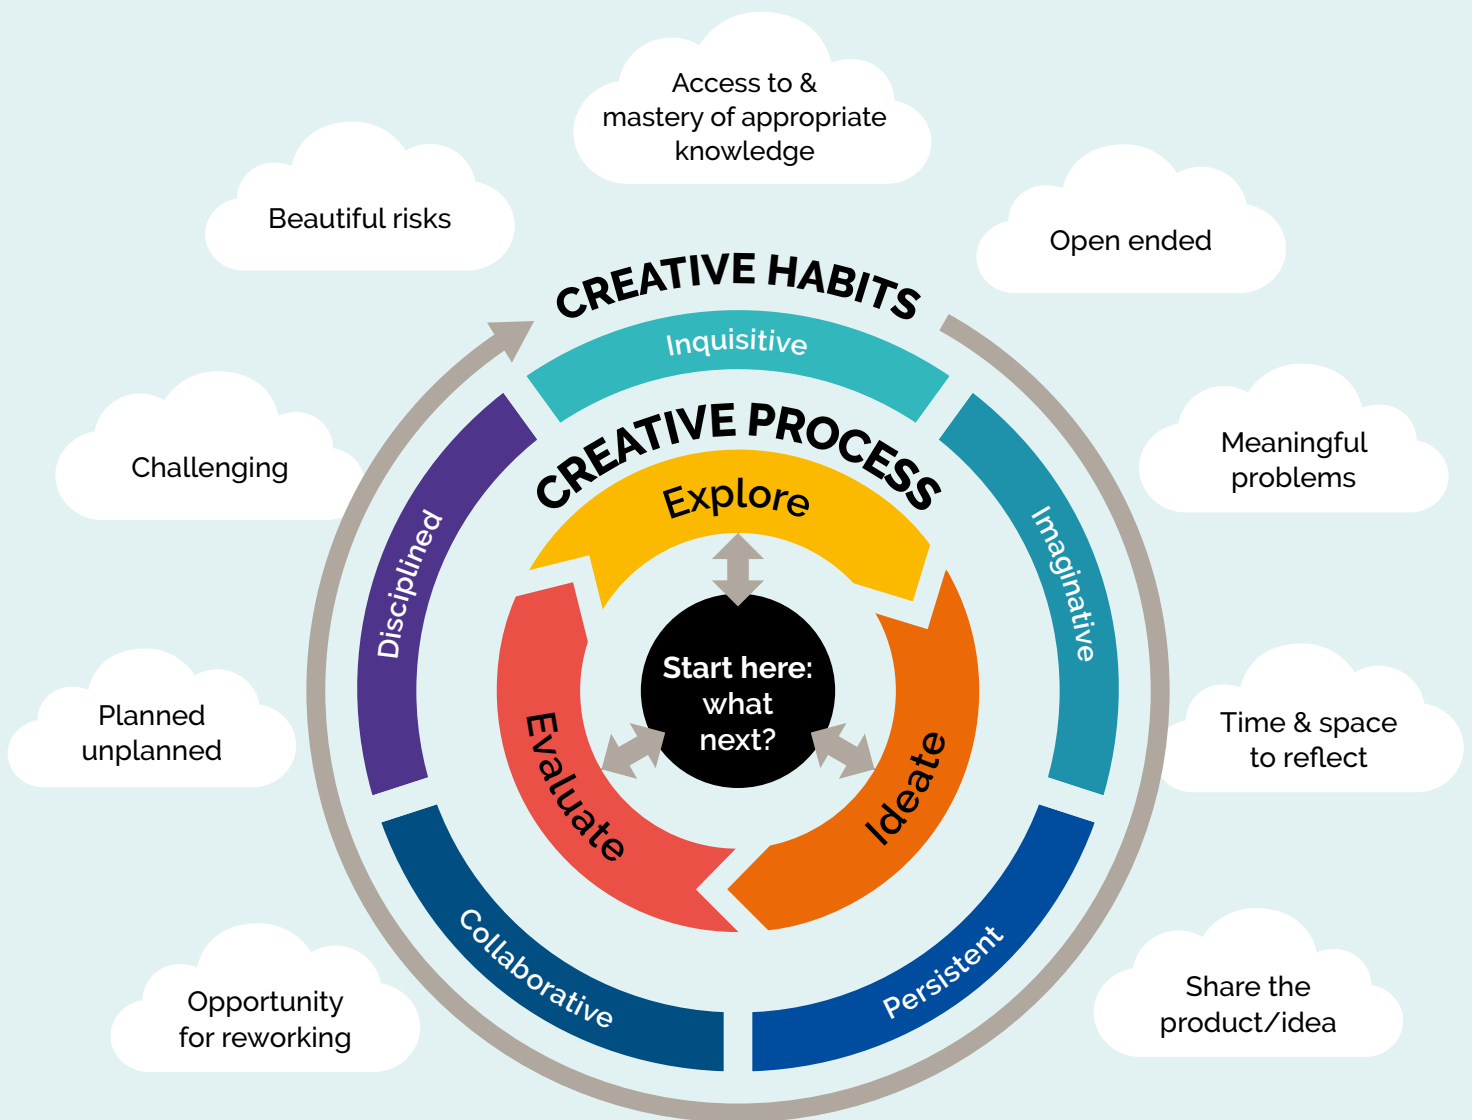 Access to &
mastery of appropriate
knowledge
Beautiful risks
Open ended
CREATIVE HABITS
Inquisitive
CREATIVE PROCESS
Explore
Challenging
Meaningful
problems
Disciplined
Imaginative
Start here:
what
next?
Planned
unplanned
Time & space
to reflect
Evaluate
Ideate
Collaborative
Persistent
Opportunity
for reworking
Share the
product/idea